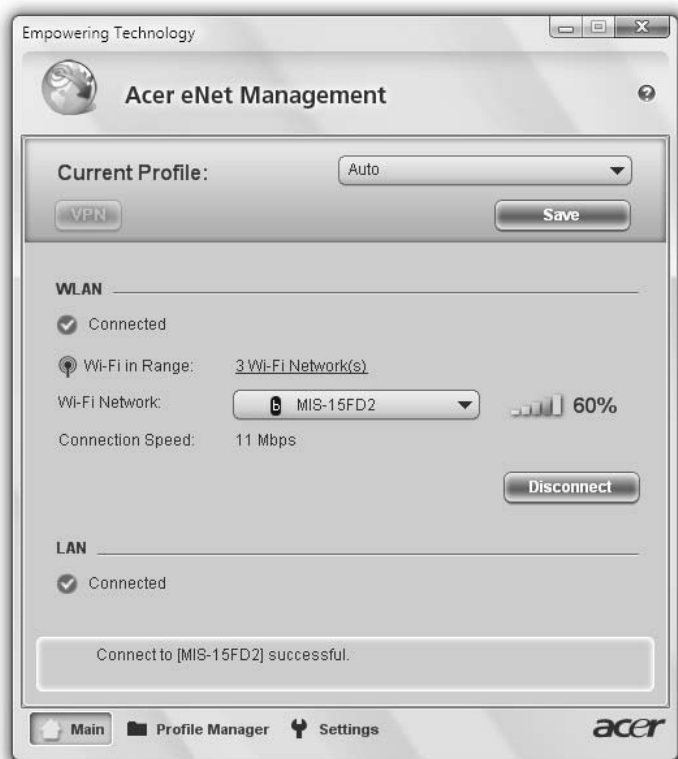 Empowering Technology
Acer eNet Management
Current Profile: Auto
VPN Save
WLAN
Connected
Wi-Fi in Range: 3 Wi-Fi Network(s)
Wi-Fi Network: b MIS-15FD2 60%
Connection Speed: 11 Mbps
Disconnect
LAN
Connected
Connect to [MIS-15FD2] successful.
Main Profile Manager Settings acer